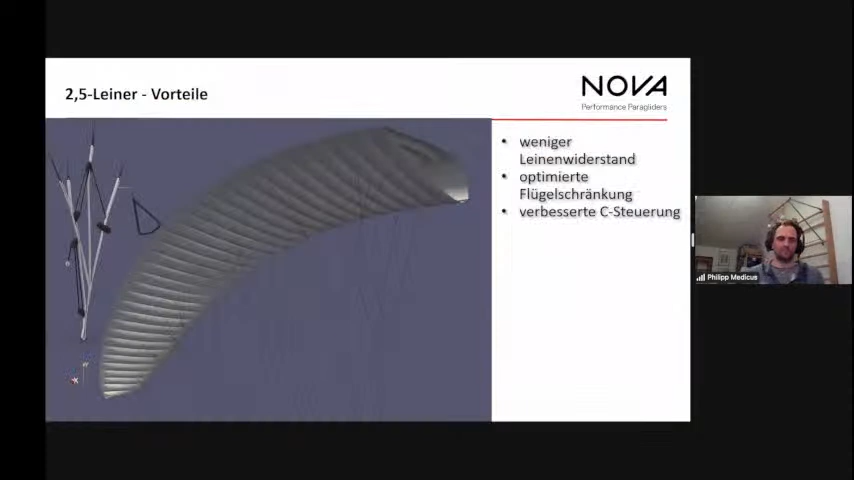 2,5-Leiner - Vorteile
NOVA
Performance Paragliders
• weniger
Leinenwiderstand
• optimierte
Flügelschränkung
• verbesserte C-Steuerung
Philipp Medicus